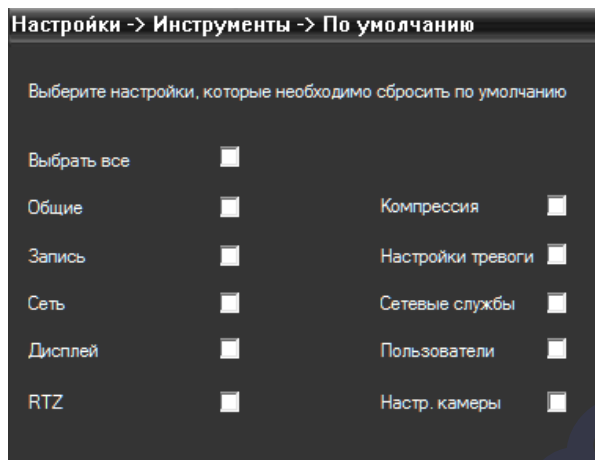 Настройки -> Инструменты -> По умолчанию
Выберите настройки, которые необходимо сбросить по умолчанию
Выбрать все
Общие
Компрессия
Запись
Настройки тревоги
Сеть
Сетевые службы
Дисплей
Пользователи
RTZ
Настр. камеры